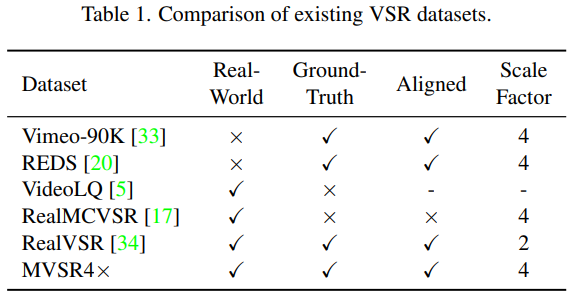 Table 1. Comparison of existing VSR datasets.
Dataset Real-World Ground-Truth Aligned Scale Factor
Vimeo-90K [33] × ✓ ✓ 4
REDS [20] × ✓ ✓ 4
VideoLQ [5] ✓ × - -
RealMCVSR [17] ✓ × × 4
RealVSR [34] ✓ ✓ ✓ 2
MVSR4× ✓ ✓ ✓ 4